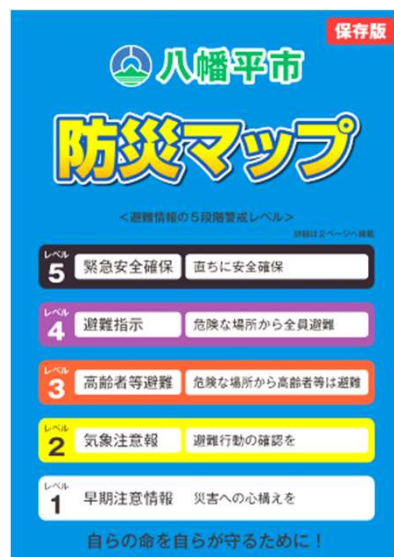 保存版
八幡平市
防災マップ
＜避難情報の５段階警戒レベル＞
詳細は２ページへ掲載
レベル
5 緊急安全確保 直ちに安全確保
レベル
4 避難指示 危険な場所から全員避難
レベル
3 高齢者等避難 危険な場所から高齢者等は避難
レベル
2 気象注意報 避難行動の確認を
レベル
1 早期注意情報 災害への心構えを
自らの命を自らが守るために！